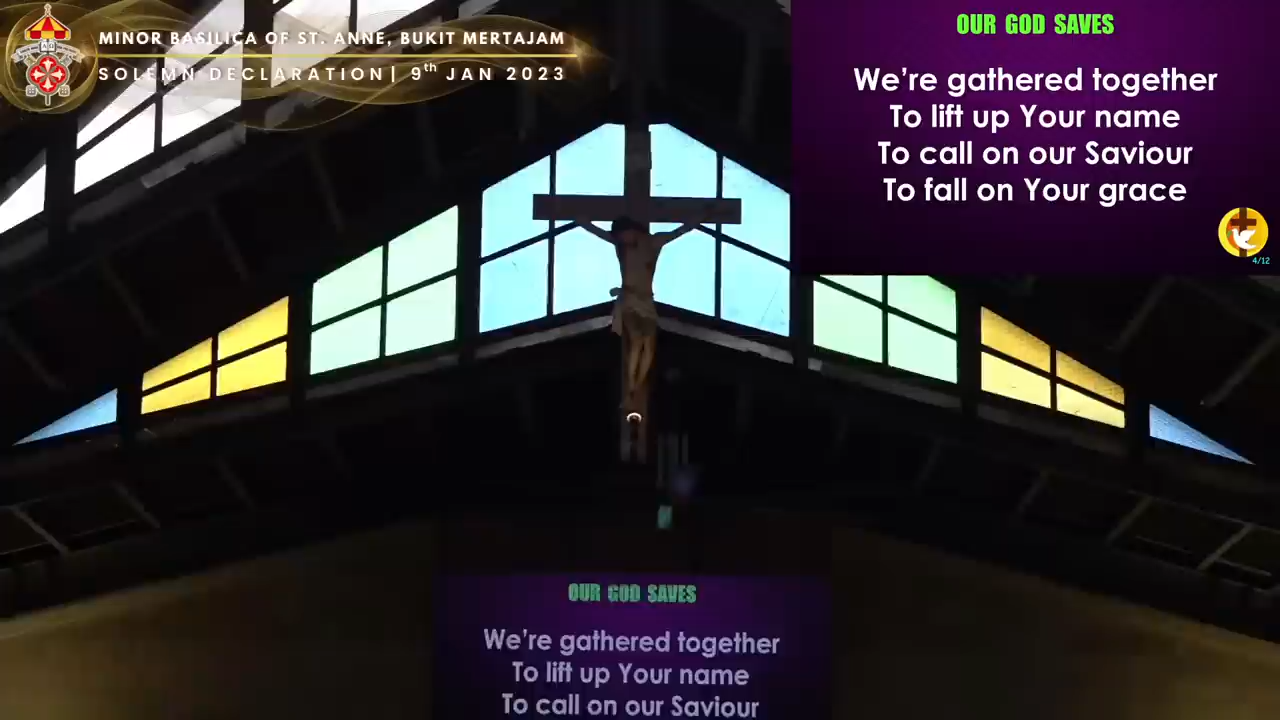 MINOR BASILICA OF ST. ANNE, BUKIT MERTAJAM
SOLEMN DECLARATION| 9th JAN 2023
OUR GOD SAVES
We’re gathered together
To lift up Your name
To call on our Saviour
To fall on Your grace
4/12
OUR GOD SAVES
We’re gathered together
To lift up Your name
To call on our Saviour